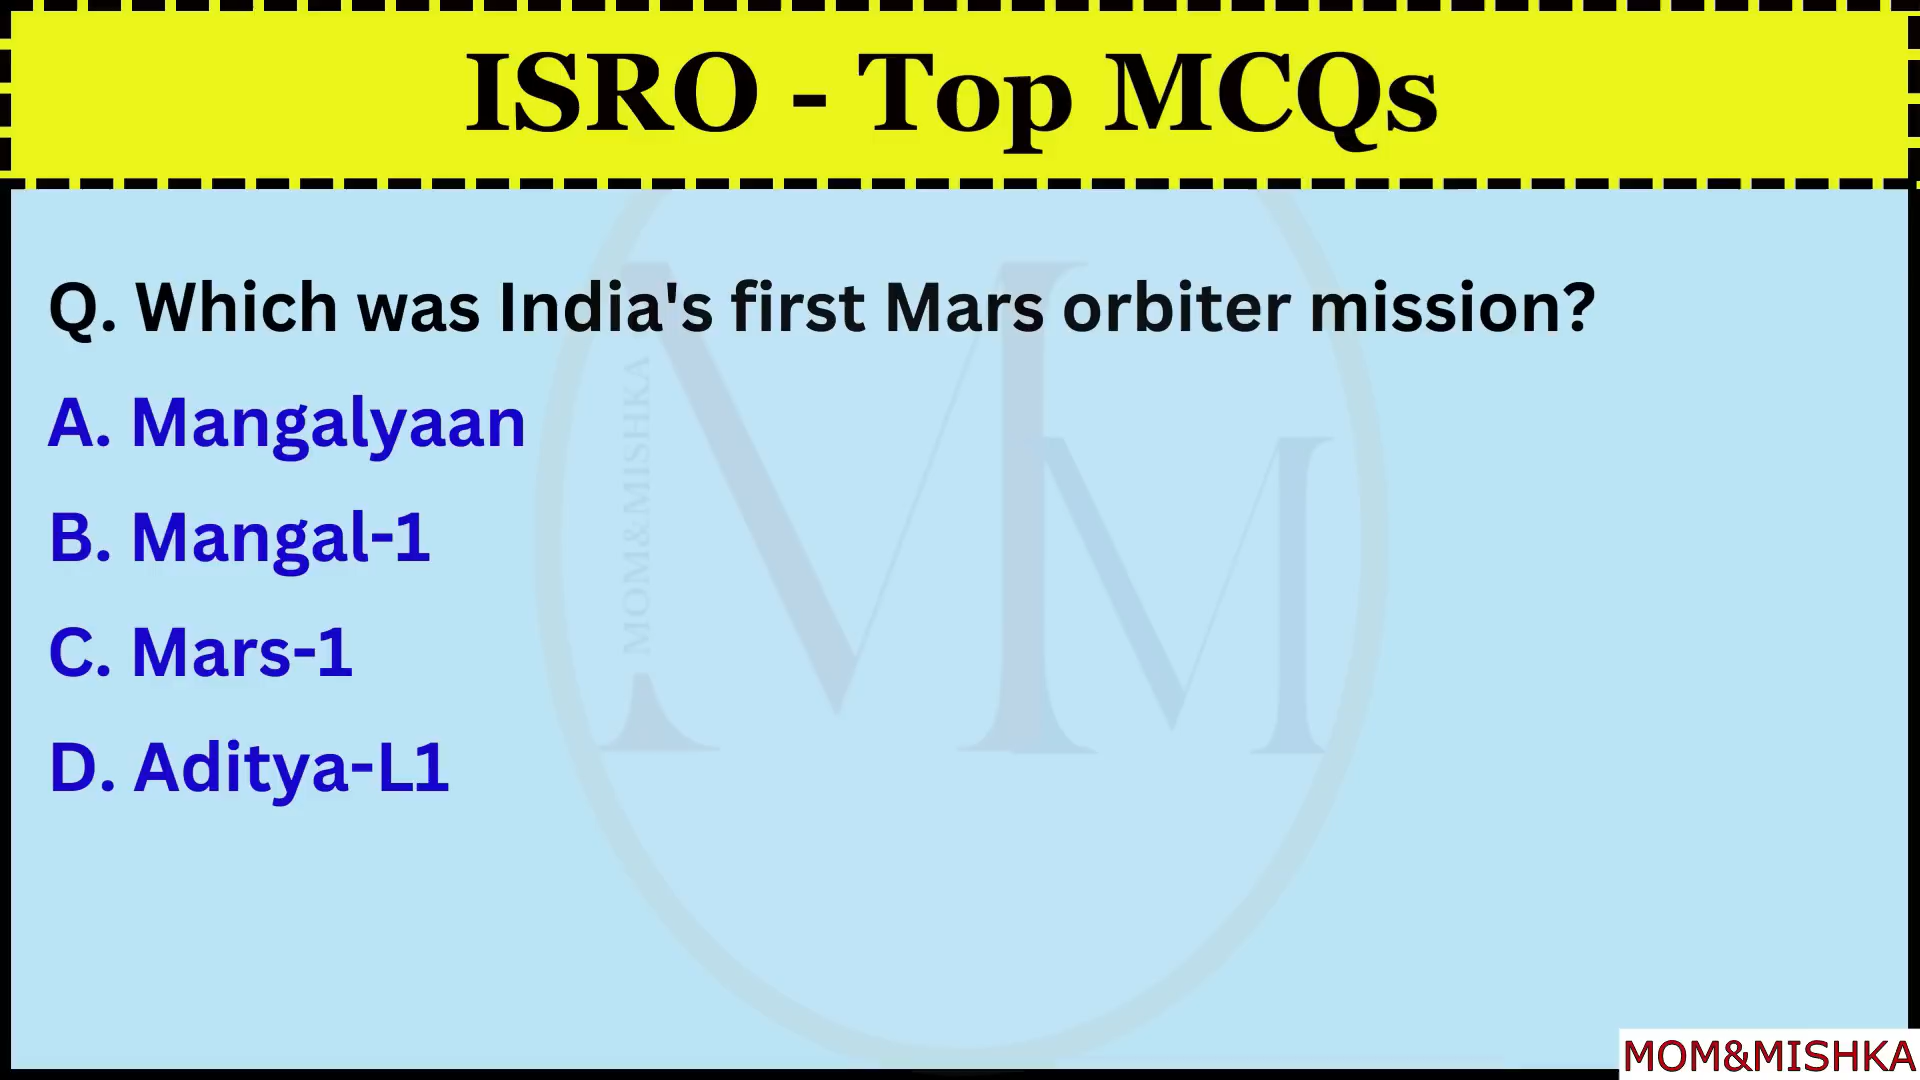 ISRO - Top MCQs
Q. Which was India's first Mars orbiter mission?
A. Mangalyaan
B. Mangal-1
C. Mars-1
D. Aditya-L1
MOM&MISHKA
MM
MOM&MISHKA